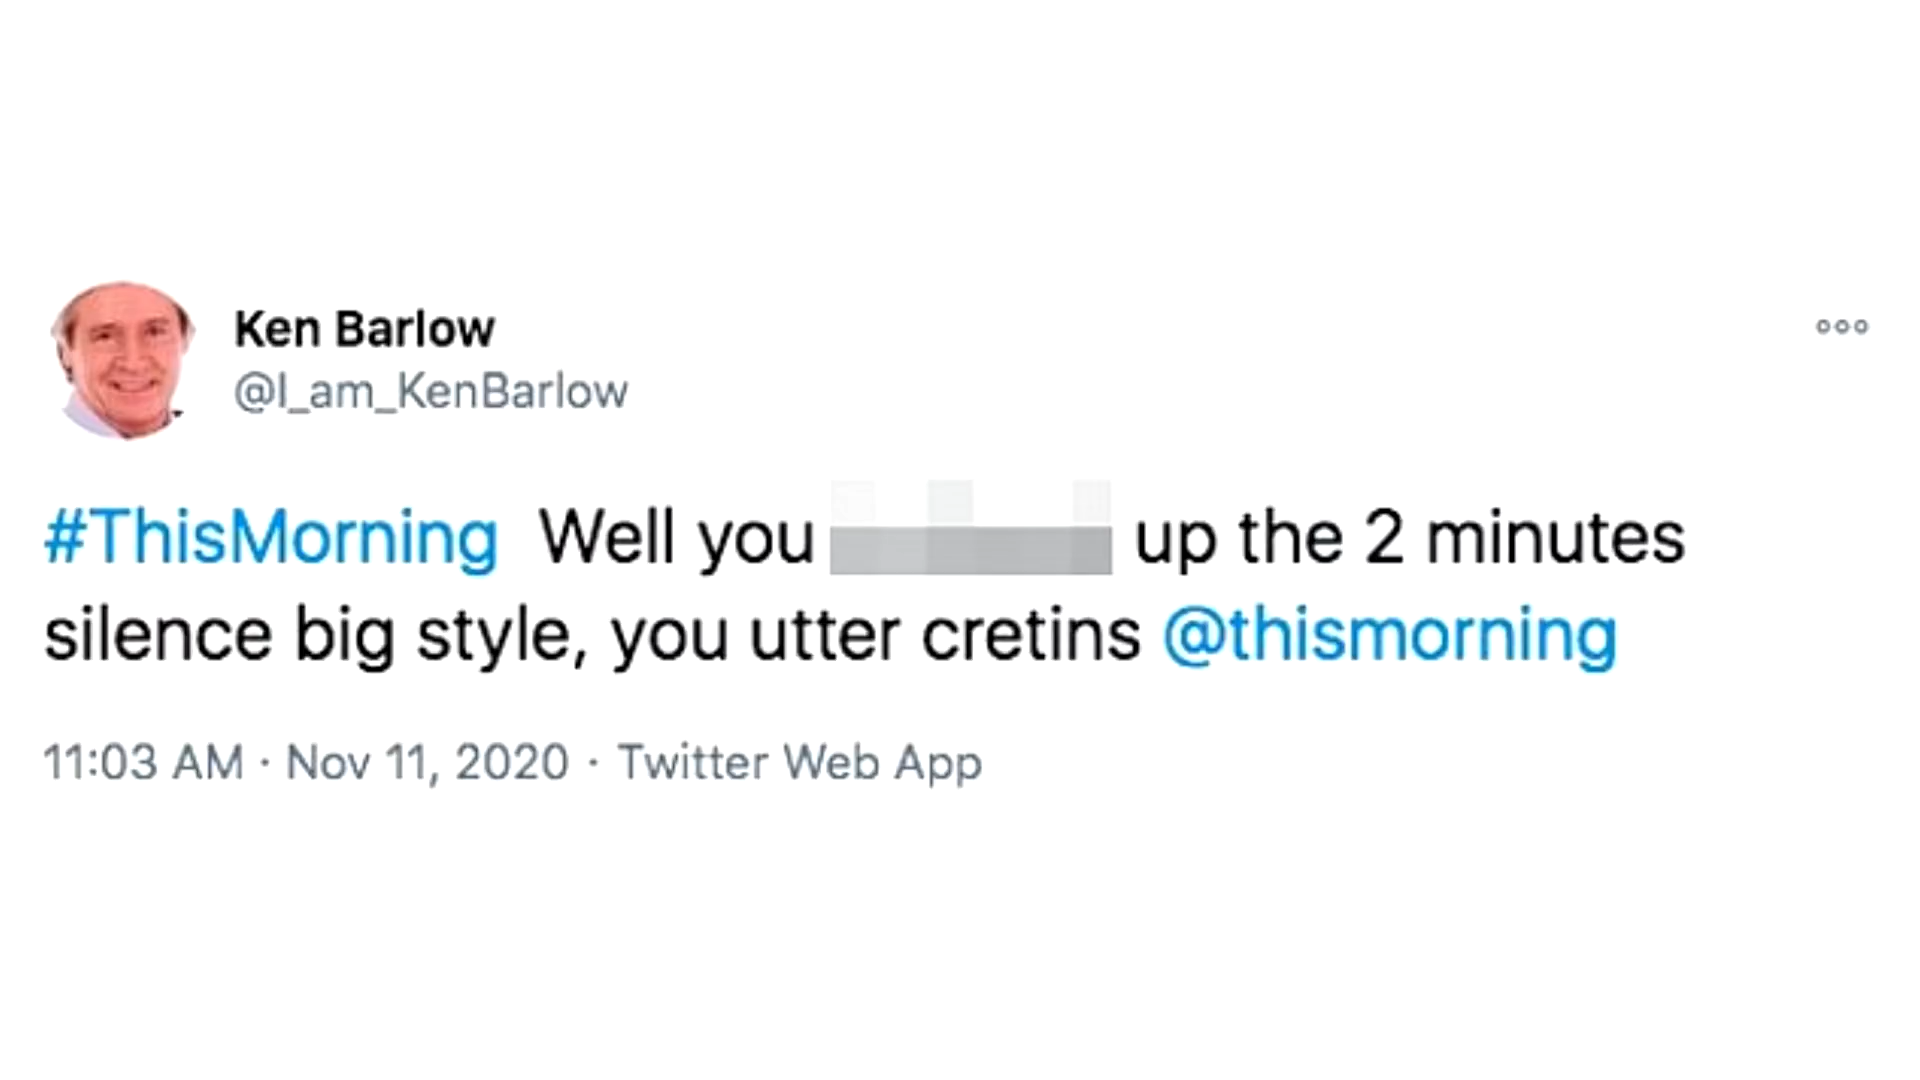 Ken Barlow
@I_am_KenBarlow
#ThisMorning Well you up the 2 minutes
silence big style, you utter cretins @thismorning
11:03 AM · Nov 11, 2020 · Twitter Web App